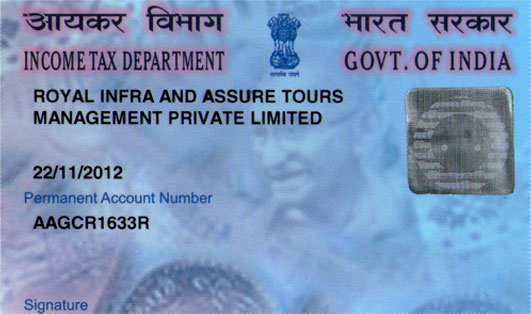 आयकर विभाग
भारत सरकार
INCOME TAX DEPARTMENT
GOVT. OF INDIA
ROYAL INFRA AND ASSURE TOURS
MANAGEMENT PRIVATE LIMITED
22/11/2012
Permanent Account Number
AAGCR1633R
Signature